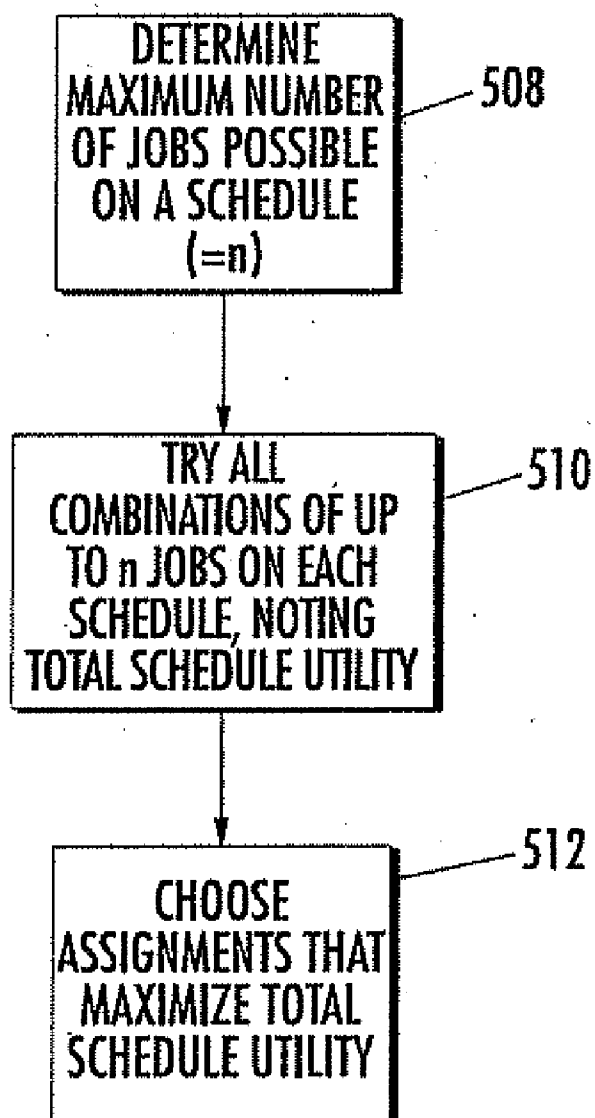 DETERMINE
MAXIMUM NUMBER
OF JOBS POSSIBLE
ON A SCHEDULE
(=n)
508
TRY ALL
COMBINATIONS OF UP
TO n JOBS ON EACH
SCHEDULE, NOTING
TOTAL SCHEDULE UTILITY
510
CHOOSE
ASSIGNMENTS THAT
MAXIMIZE TOTAL
SCHEDULE UTILITY
512